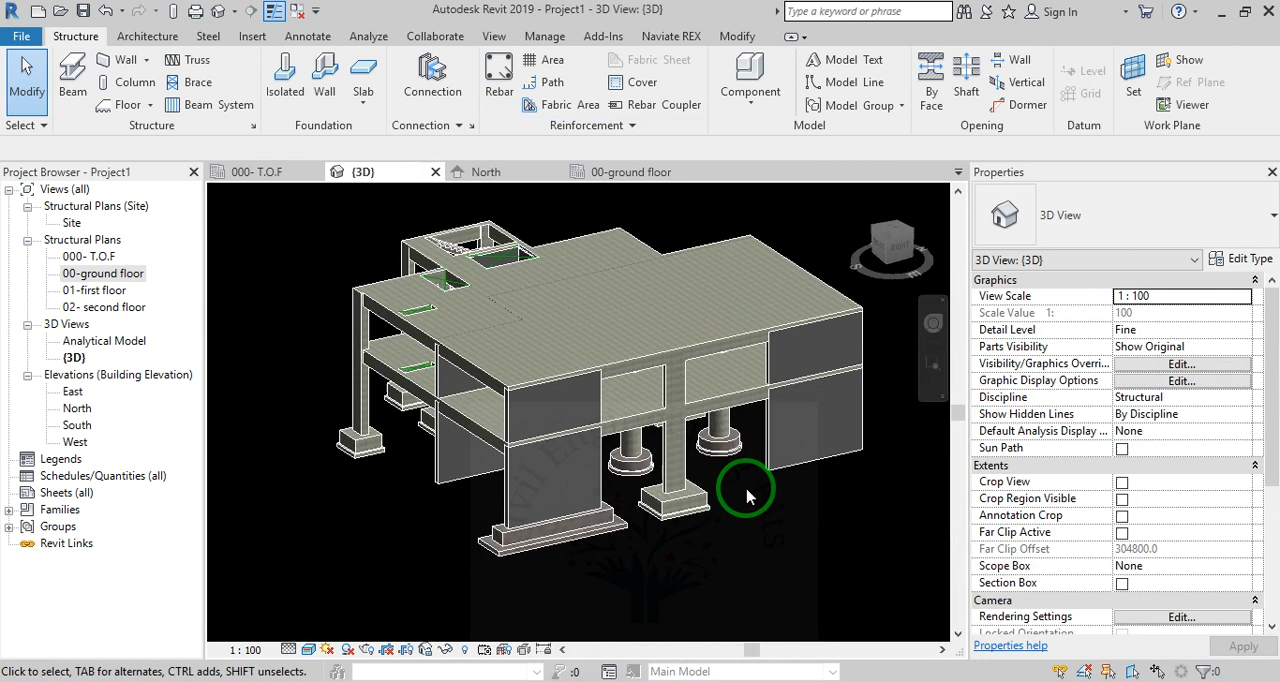 Autodesk Revit 2019 - Project1 - 3D View: {3D}
Type a keyword or phrase
Sign In
File Structure Architecture Steel Insert Annotate Analyze Collaborate View Manage Add-Ins Naviate REX Modify
Modify
Beam
Wall
Column
Floor
Truss
Brace
Beam System
Isolated
Wall
Slab
Connection
Rebar
Area
Path
Fabric Area
Fabric Sheet
Cover
Rebar Coupler
Component
Model Text
Model Line
Model Group
By
Face
Shaft
Wall
Vertical
Dormer
Level
Grid
Set
Show
Ref Plane
Viewer
Select Structure Foundation Connection Reinforcement Model Opening Datum Work Plane
Project Browser - Project1
000- T.O.F {3D} North 00-ground floor
Views (all)
Structural Plans (Site)
Site
Structural Plans
000- T.O.F
00-ground floor
01-first floor
02- second floor
3D Views
Analytical Model
{3D}
Elevations (Building Elevation)
East
North
South
West
Legends
Schedules/Quantities (all)
Sheets (all)
Families
Groups
Revit Links
RIGHT
S
E
Properties
3D View
3D View: {3D} Edit Type
Graphics
View Scale 1 : 100
Scale Value 1: 100
Detail Level Fine
Parts Visibility Show Original
Visibility/Graphics Overri... Edit...
Graphic Display Options Edit...
Discipline Structural
Show Hidden Lines By Discipline
Default Analysis Display ... None
Sun Path
Extents
Crop View
Crop Region Visible
Annotation Crop
Far Clip Active
Far Clip Offset 304800.0
Scope Box None
Section Box
Camera
Rendering Settings Edit...
Locked Orientation
Properties help Apply
1 : 100
Click to select, TAB for alternates, CTRL adds, SHIFT unselects.
:0
Main Model
:0